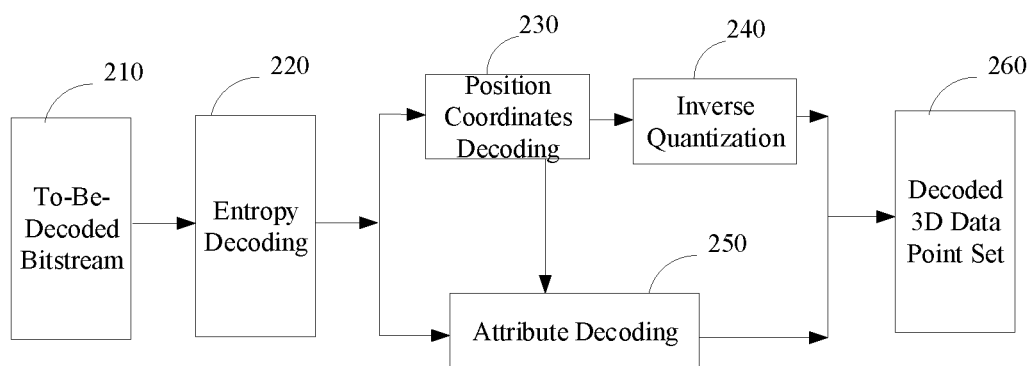 210
To-Be-
Decoded
Bitstream
220
Entropy
Decoding
230
Position
Coordinates
Decoding
240
Inverse
Quantization
250
Attribute Decoding
260
Decoded
3D Data
Point Set